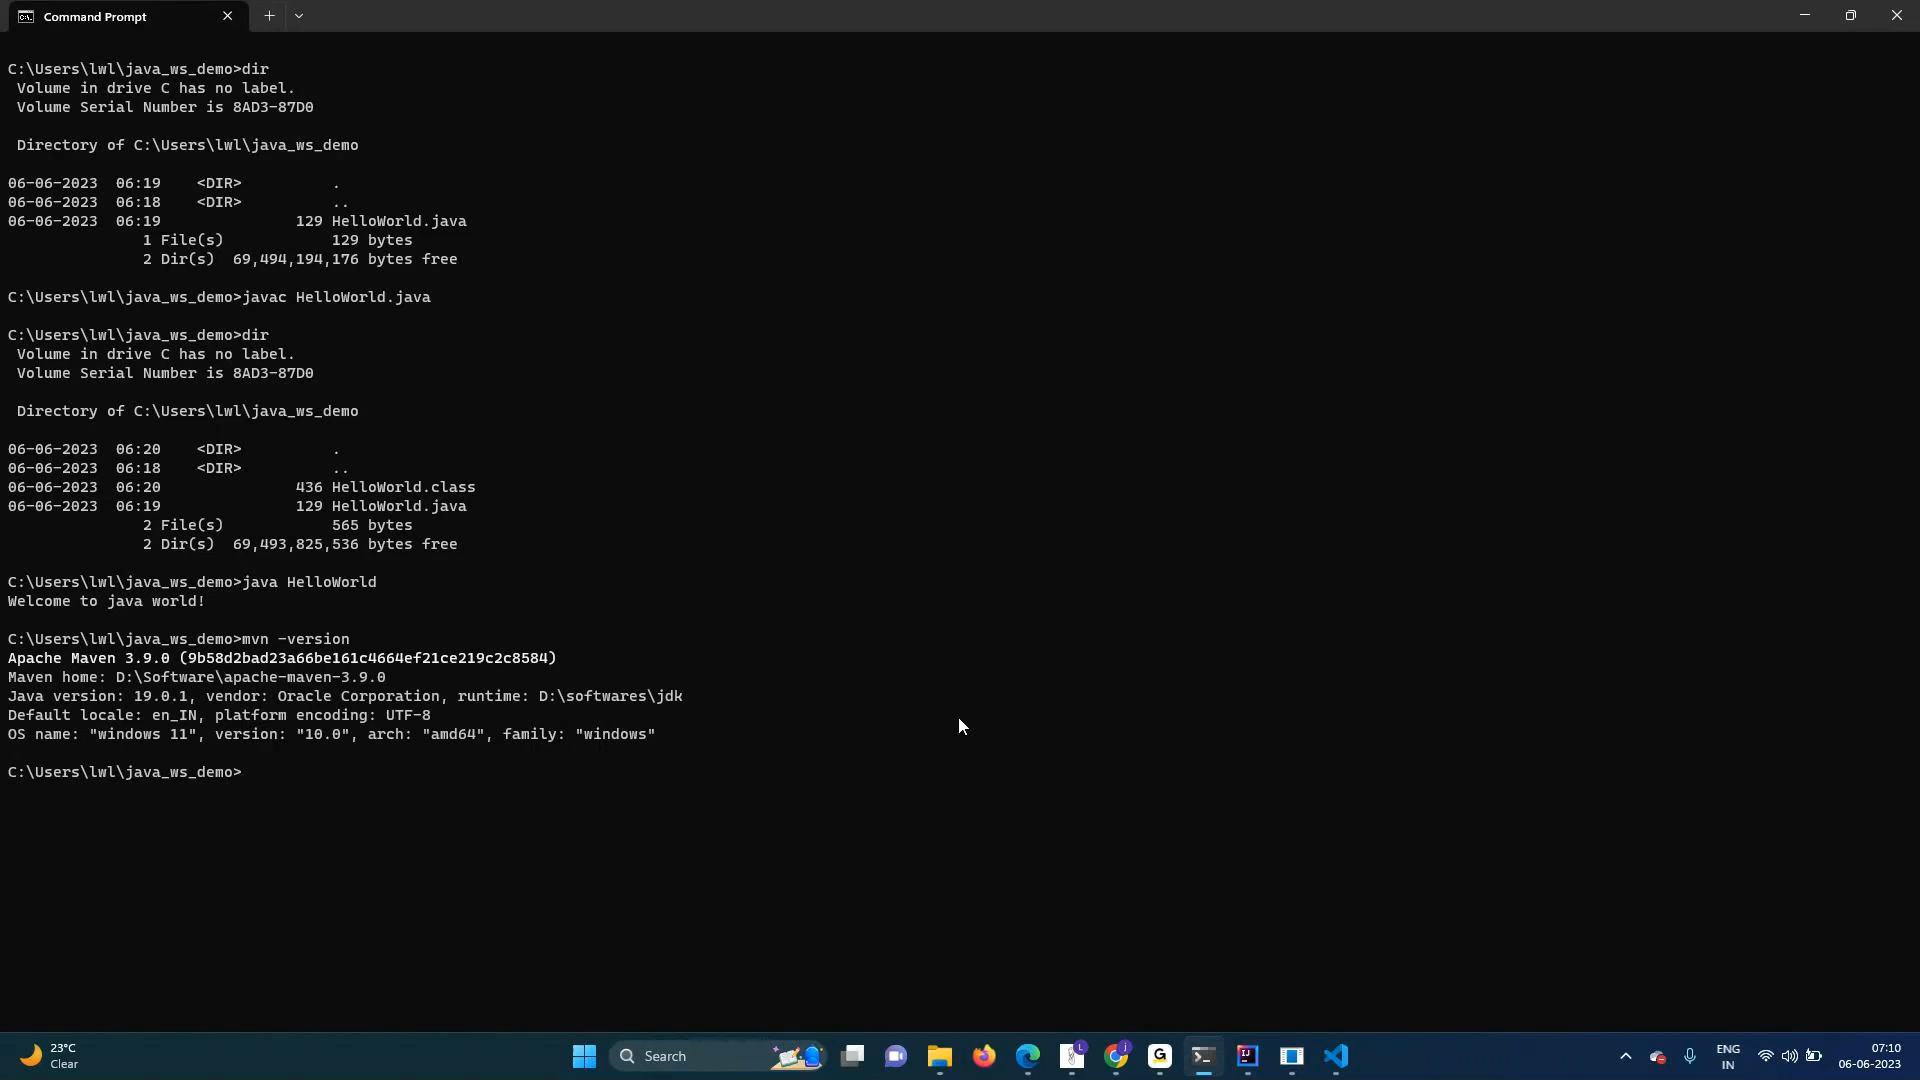 Command Prompt
C:\Users\lwl\java_ws_demo>dir
 Volume in drive C has no label.
 Volume Serial Number is 8AD3-87D0
 Directory of C:\Users\lwl\java_ws_demo
06-06-2023  06:19    <DIR>          .
06-06-2023  06:18    <DIR>          ..
06-06-2023  06:19               129 HelloWorld.java
               1 File(s)            129 bytes
               2 Dir(s)  69,494,194,176 bytes free
C:\Users\lwl\java_ws_demo>javac HelloWorld.java
C:\Users\lwl\java_ws_demo>dir
 Volume in drive C has no label.
 Volume Serial Number is 8AD3-87D0
 Directory of C:\Users\lwl\java_ws_demo
06-06-2023  06:20    <DIR>          .
06-06-2023  06:18    <DIR>          ..
06-06-2023  06:20               436 HelloWorld.class
06-06-2023  06:19               129 HelloWorld.java
               2 File(s)            565 bytes
               2 Dir(s)  69,493,825,536 bytes free
C:\Users\lwl\java_ws_demo>java HelloWorld
Welcome to java world!
C:\Users\lwl\java_ws_demo>mvn -version
Apache Maven 3.9.0 (9b58d2bad23a66be161c4664ef21ce219c2c8584)
Maven home: D:\Software\apache-maven-3.9.0
Java version: 19.0.1, vendor: Oracle Corporation, runtime: D:\softwares\jdk
Default locale: en_IN, platform encoding: UTF-8
OS name: "windows 11", version: "10.0", arch: "amd64", family: "windows"
C:\Users\lwl\java_ws_demo>
23°C
Clear
Search
L
j
G
IJ
ENG
IN
07:10
06-06-2023